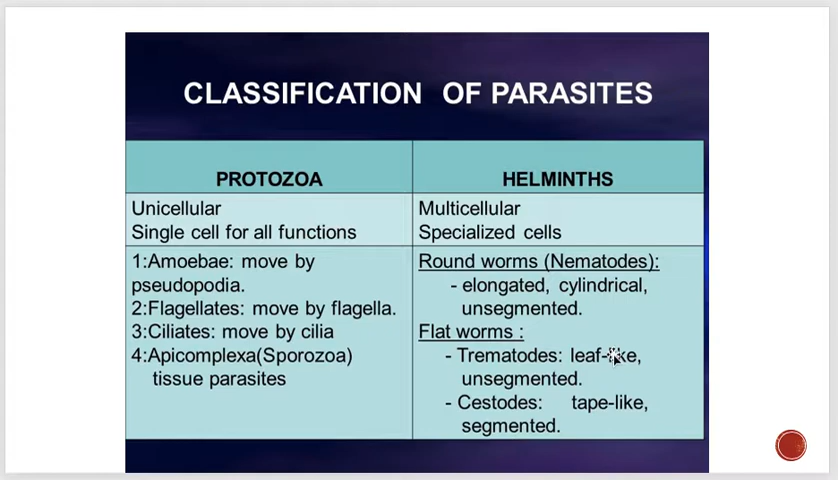 CLASSIFICATION OF PARASITES
PROTOZOA
HELMINTHS
Unicellular
Single cell for all functions
Multicellular
Specialized cells
1:Amoebae: move by
pseudopodia.
2:Flagellates: move by flagella.
3:Ciliates: move by cilia
4:Apicomplexa(Sporozoa)
tissue parasites
Round worms (Nematodes):
- elongated, cylindrical,
unsegmented.
Flat worms :
- Trematodes: leaf-like,
unsegmented.
- Cestodes: tape-like,
segmented.